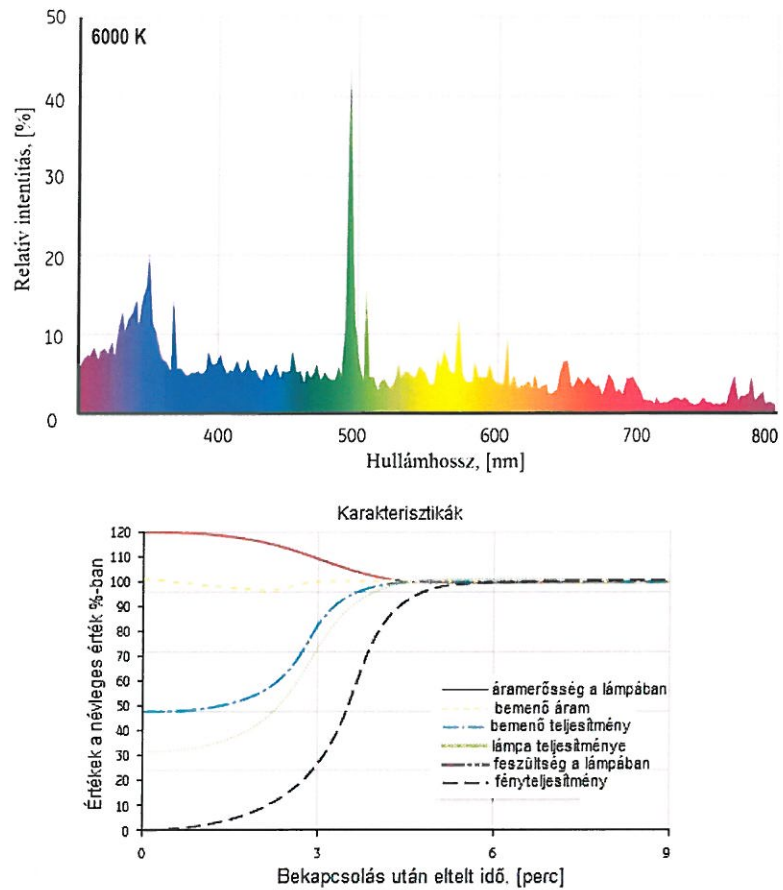 50
6000 K
40
30
20
10
0
Relatív intentitás, [%]
400
500
600
700
800
Hullámhossz, [nm]
Karakterisztikák
120
110
100
90
80
70
60
50
40
30
20
10
0
Értékek a névleges érték %-ban
áramerősség a lámpában
bemenő áram
bemenő teljesítmény
lámpa teljesítménye
feszültség a lámpában
fényteljesítmény
0
3
6
9
Bekapcsolás után eltelt idő, [perc]